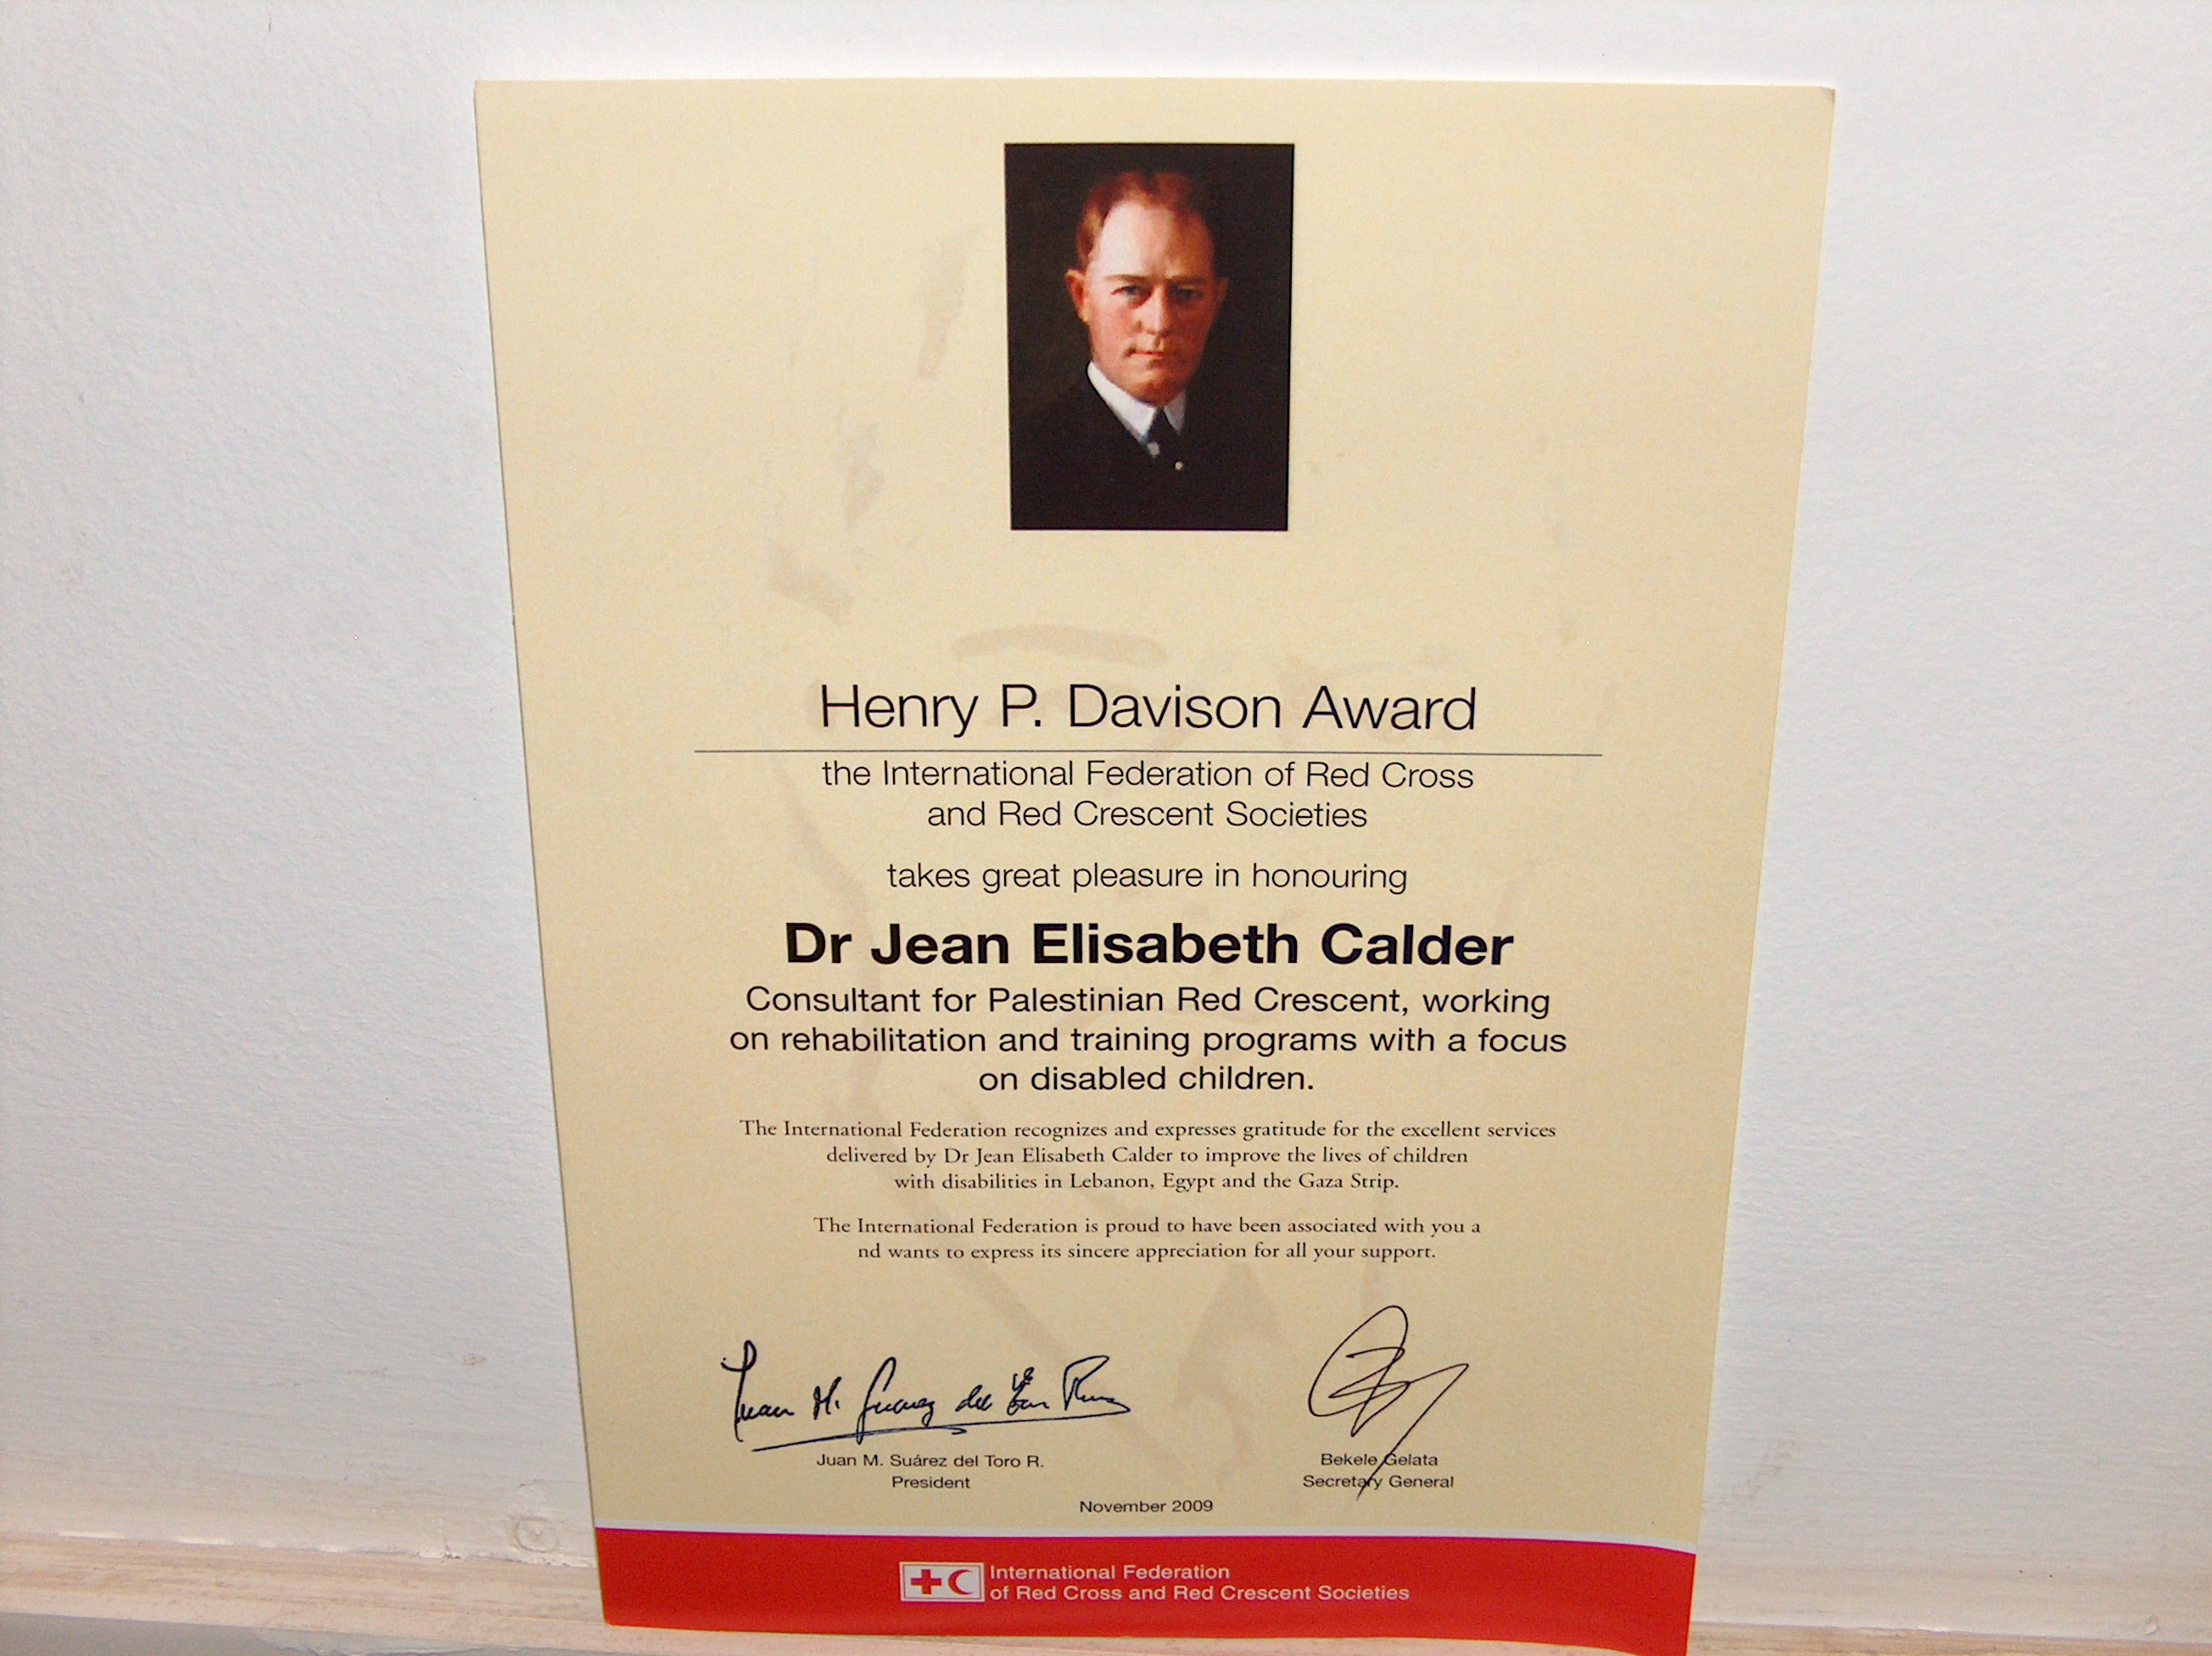 Henry P. Davison Award
the International Federation of Red Cross
and Red Crescent Societies
takes great pleasure in honouring
Dr Jean Elisabeth Calder
Consultant for Palestinian Red Crescent, working
on rehabilitation and training programs with a focus
on disabled children.
The International Federation recognizes and expresses gratitude for the excellent services
delivered by Dr Jean Elisabeth Calder to improve the lives of children
with disabilities in Lebanon, Egypt and the Gaza Strip.
The International Federation is proud to have been associated with you a
nd wants to express its sincere appreciation for all your support.
Juan M. Suárez del Toro R.
Juan M. Suárez del Toro R.
President
Bekele Gelata
Secretary General
November 2009
International Federation
of Red Cross and Red Crescent Societies